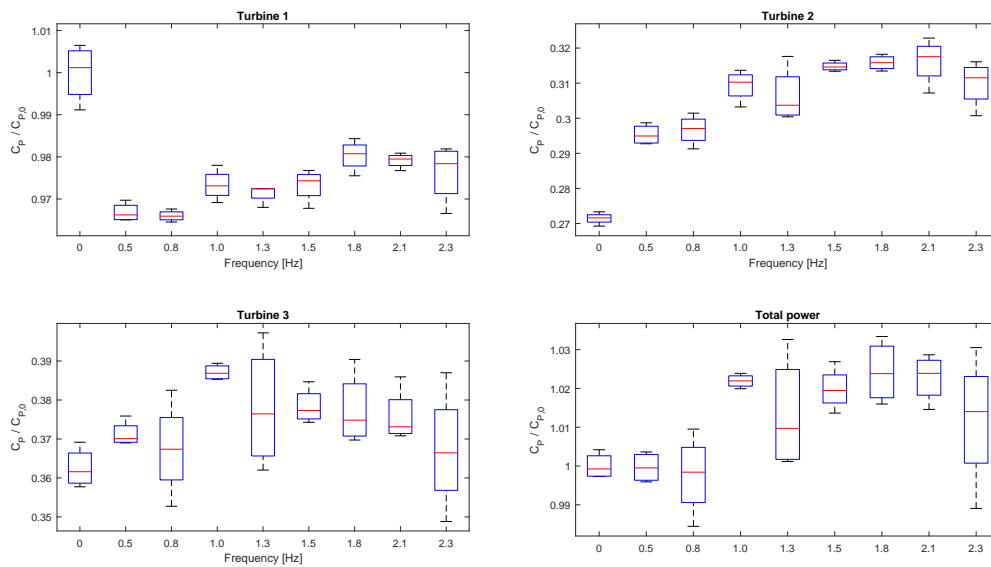 Turbine 1
1.01
1
0.99
0.98
0.97
C_P / C_P,0
0 0.5 0.8 1.0 1.3 1.5 1.8 2.1 2.3
Frequency [Hz]
Turbine 2
0.32
0.31
0.3
0.29
0.28
0.27
C_P / C_P,0
0 0.5 0.8 1.0 1.3 1.5 1.8 2.1 2.3
Frequency [Hz]
Turbine 3
0.39
0.38
0.37
0.36
0.35
C_P / C_P,0
0 0.5 0.8 1.0 1.3 1.5 1.8 2.1 2.3
Frequency [Hz]
Total power
1.03
1.02
1.01
1
0.99
C_P / C_P,0
0 0.5 0.8 1.0 1.3 1.5 1.8 2.1 2.3